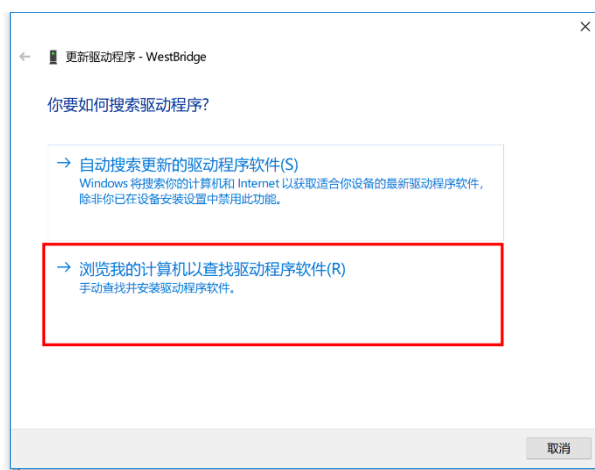 更新驱动程序 - WestBridge
你要如何搜索驱动程序?
自动搜索更新的驱动程序软件(S)
Windows 将搜索你的计算机和 Internet 以获取适合你设备的最新驱动程序软件，
除非你已在设备安装设置中禁用此功能。
浏览我的计算机以查找驱动程序软件(R)
手动查找并安装驱动程序软件。
取消